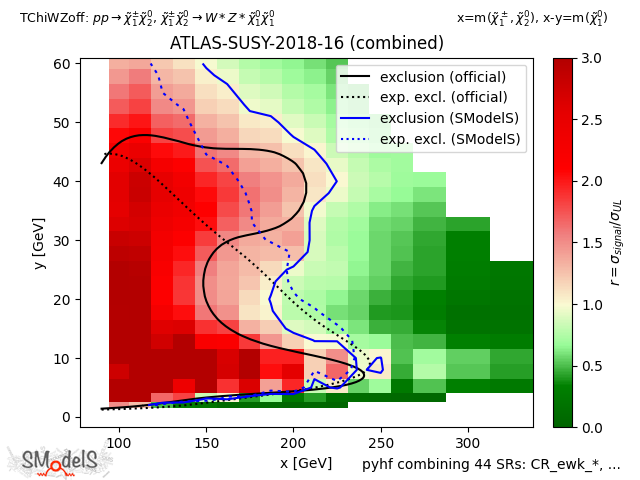 TChiWZoff: pp → χ̃₁^±χ̃₂⁰, χ̃₁^±χ̃₂⁰ → W*Z*χ̃₁⁰χ̃₁⁰
x=m(χ̃₁^±, χ̃₂⁰), x-y=m(χ̃₁⁰)
ATLAS-SUSY-2018-16 (combined)
exclusion (official)
exp. excl. (official)
exclusion (SModelS)
exp. excl. (SModelS)
60
50
40
30
20
10
0
y [GeV]
100 150 200 250 300
x [GeV]
3.0
2.5
2.0
1.5
1.0
0.5
0.0
r = σ_signal/σ_UL
SModelS
pyhf combining 44 SRs: CR_ewk_*, ...